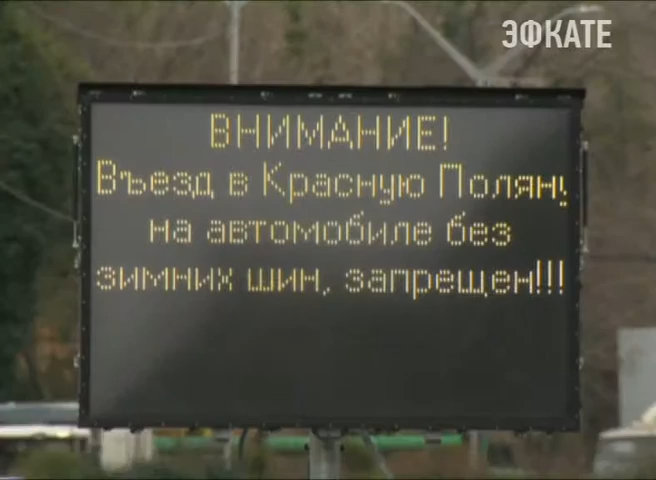 ЭФКАТЕ
ВНИМАНИЕ!
Въезд в Красную Поляну
на автомобиле без
зимних шин, запрещен!!!